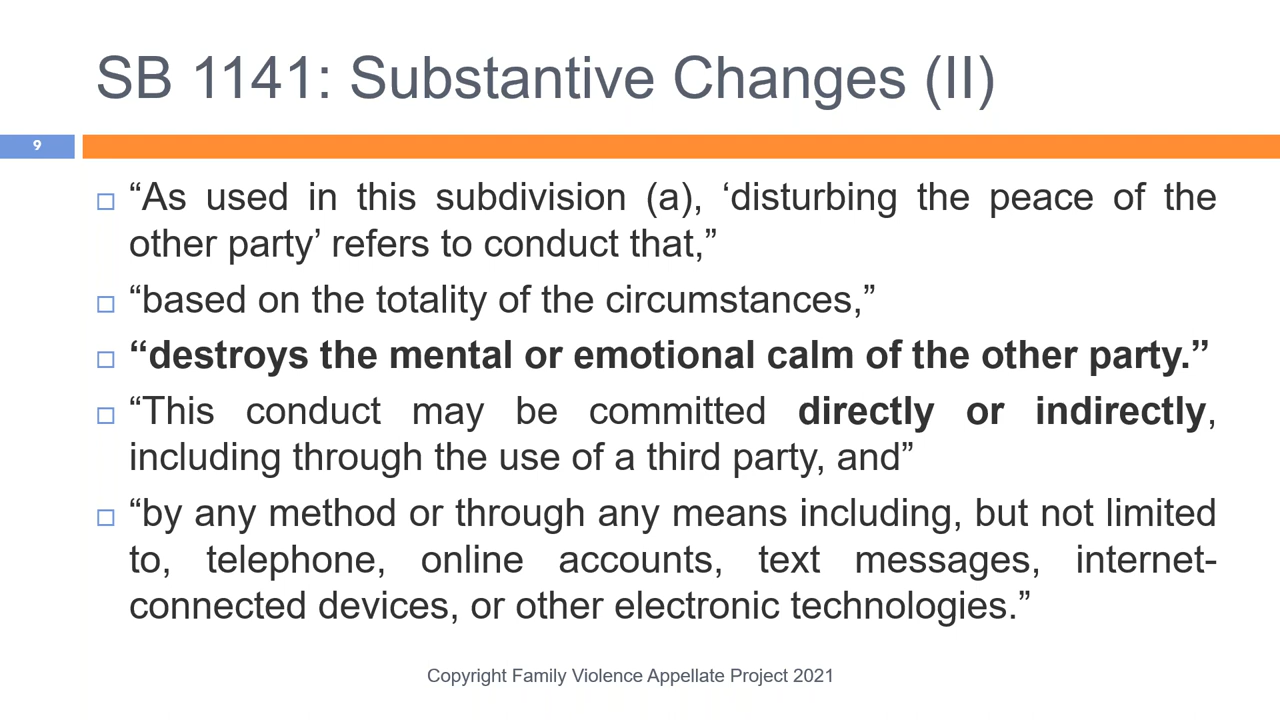 SB 1141: Substantive Changes (II)
9
“As used in this subdivision (a), ‘disturbing the peace of the
other party’ refers to conduct that,”
“based on the totality of the circumstances,”
“destroys the mental or emotional calm of the other party.”
“This conduct may be committed directly or indirectly,
including through the use of a third party, and”
“by any method or through any means including, but not limited
to, telephone, online accounts, text messages, internet-
connected devices, or other electronic technologies.”
Copyright Family Violence Appellate Project 2021